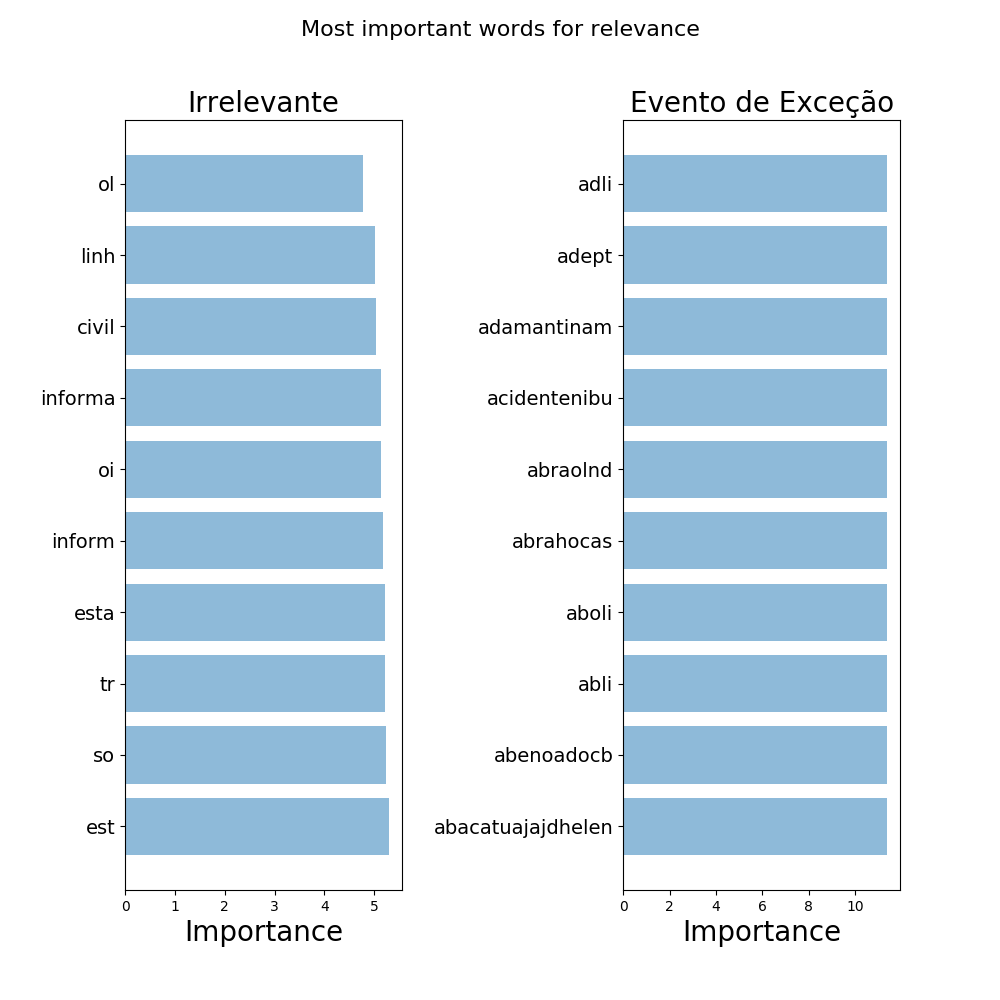 Most important words for relevance
Irrelevante
ol
linh
civil
informa
oi
inform
esta
tr
so
est
0 1 2 3 4 5
Importance
Evento de Exceção
adli
adept
adamantinam
acidentenibu
abraolnd
abrahocas
aboli
abli
abenoadocb
abacatuajajdhelen
0 2 4 6 8 10
Importance